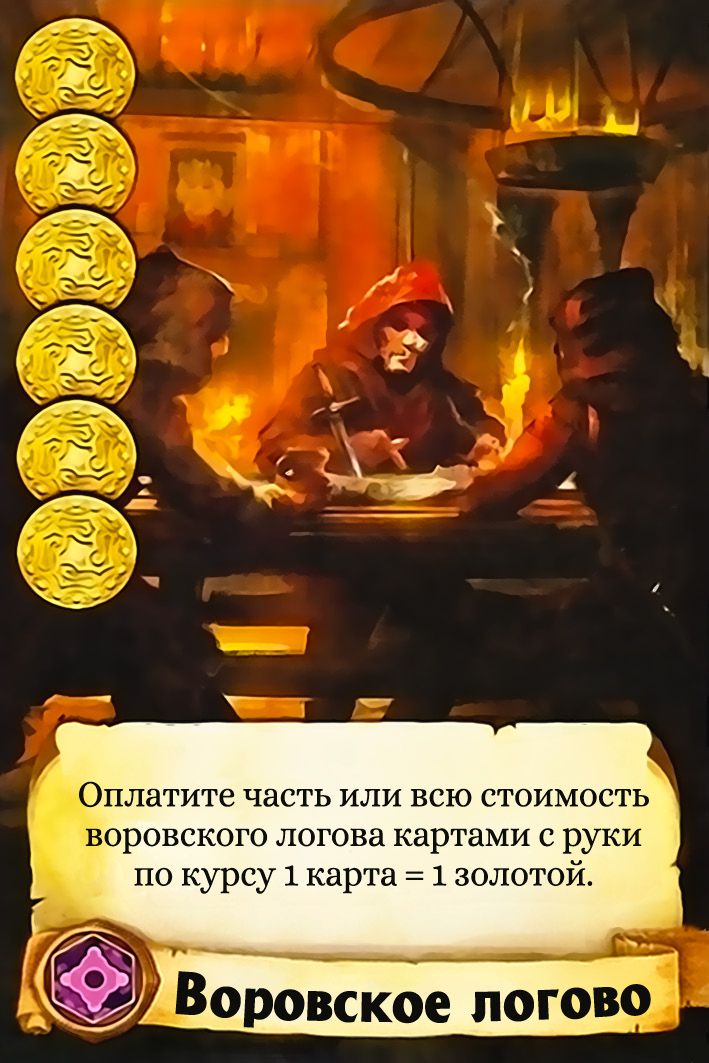 Оплатите часть или всю стоимость
воровского логова картами с руки
по курсу 1 карта = 1 золотой.
Воровское логово